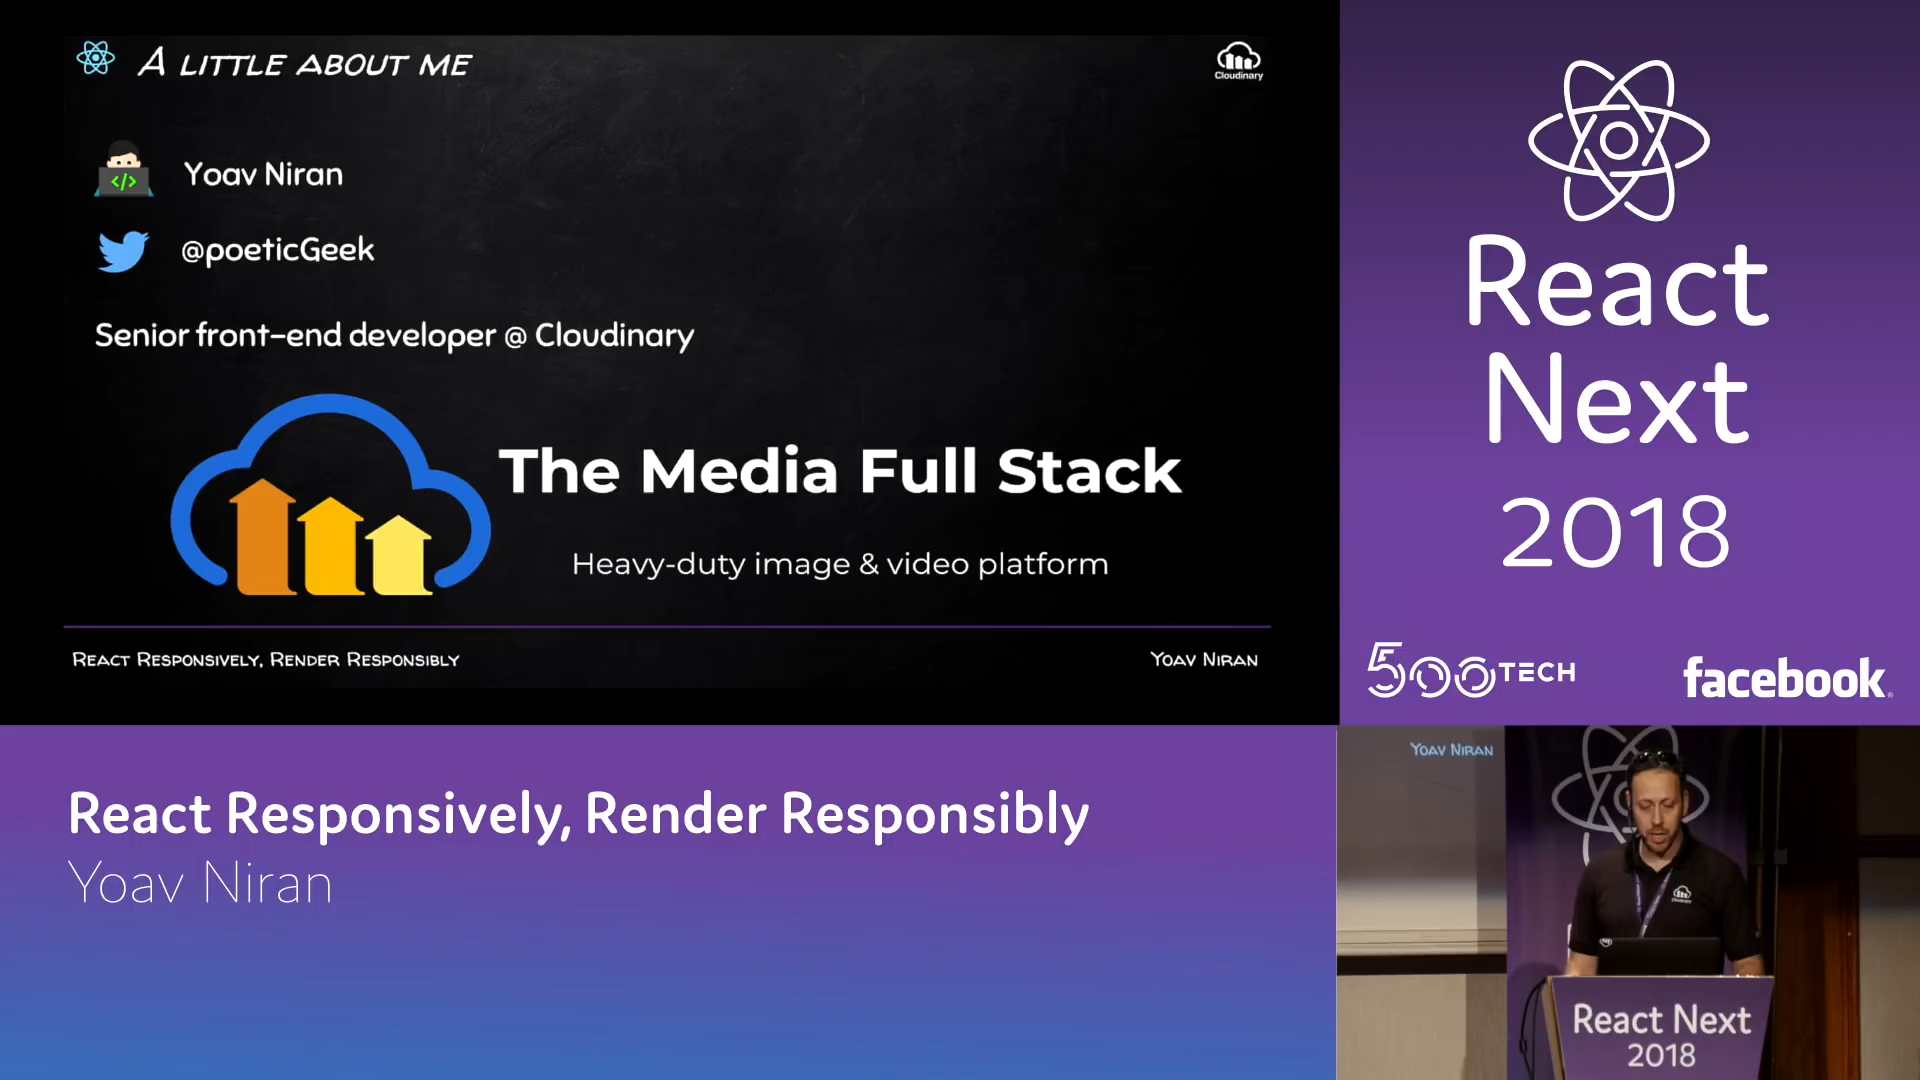 A LITTLE ABOUT ME
Cloudinary
</>
Yoav Niran
@poeticGeek
Senior front-end developer @ Cloudinary
The Media Full Stack
Heavy-duty image & video platform
REACT RESPONSIVELY, RENDER RESPONSIBLY
YOAV NIRAN
React
Next
2018
500TECH
facebook
React Responsively, Render Responsibly
Yoav Niran
YOAV NIRAN
Cloudinary
React Next
2018